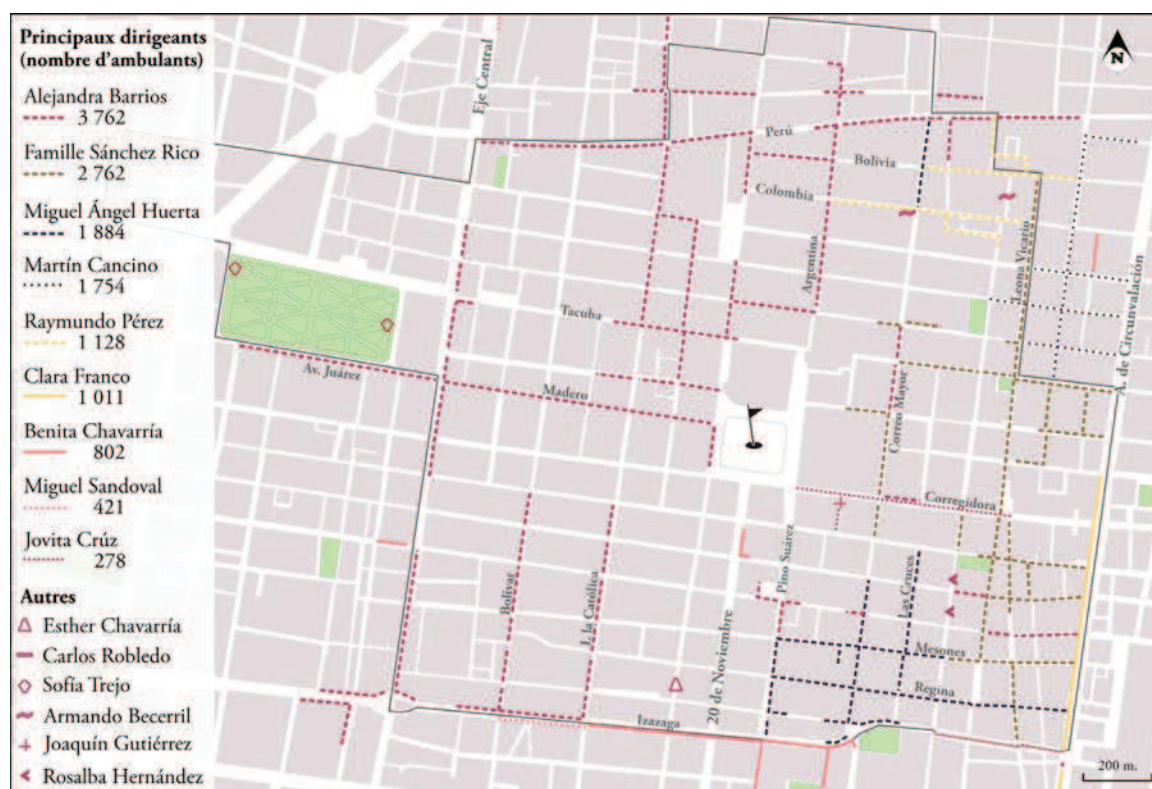 Principaux dirigeants
(nombre d'ambulants)
Alejandra Barrios
3 762
Famille Sánchez Rico
2 762
Miguel Ángel Huerta
1 884
Martín Cancino
1 754
Raymundo Pérez
1 128
Clara Franco
1 011
Benita Chavarría
802
Miguel Sandoval
421
Jovita Crúz
278
Autres
Esther Chavarría
Carlos Robledo
Sofía Trejo
Armando Becerril
Joaquín Gutiérrez
Rosalba Hernández
Eje Central
N
Perú
Bolivia
Colombia
Argentina
Leona Vicario
A. de Circunvalación
Tacuba
Av. Juárez
Madero
Correo Mayor
Corregidora
Pino Suárez
Las Cruces
Bolívar
I. la Católica
20 de Noviembre
Mesones
Regina
Izazaga
200 m.